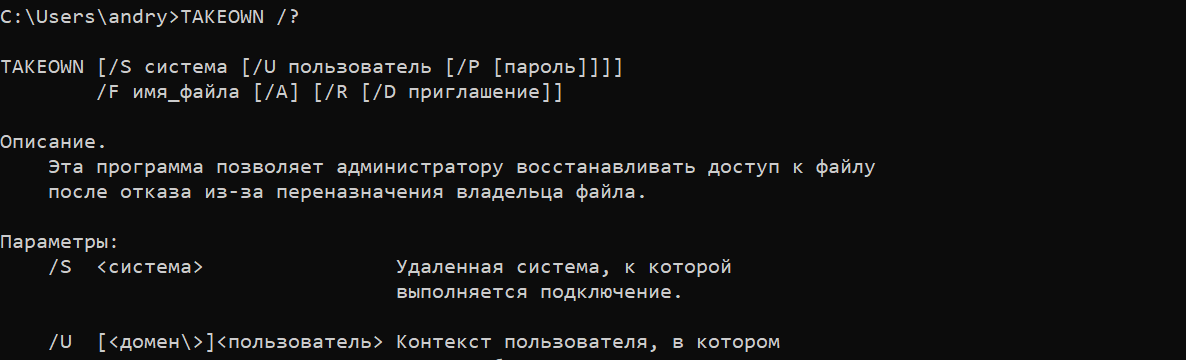 C:\Users\andry>TAKEOWN /?
TAKEOWN [/S система [/U пользователь [/P [пароль]]]]
/F имя_файла [/A] [/R [/D приглашение]]
Описание.
Эта программа позволяет администратору восстанавливать доступ к файлу
после отказа из-за переназначения владельца файла.
Параметры:
/S <система> Удаленная система, к которой
выполняется подключение.
/U [<домен\>]<пользователь> Контекст пользователя, в котором